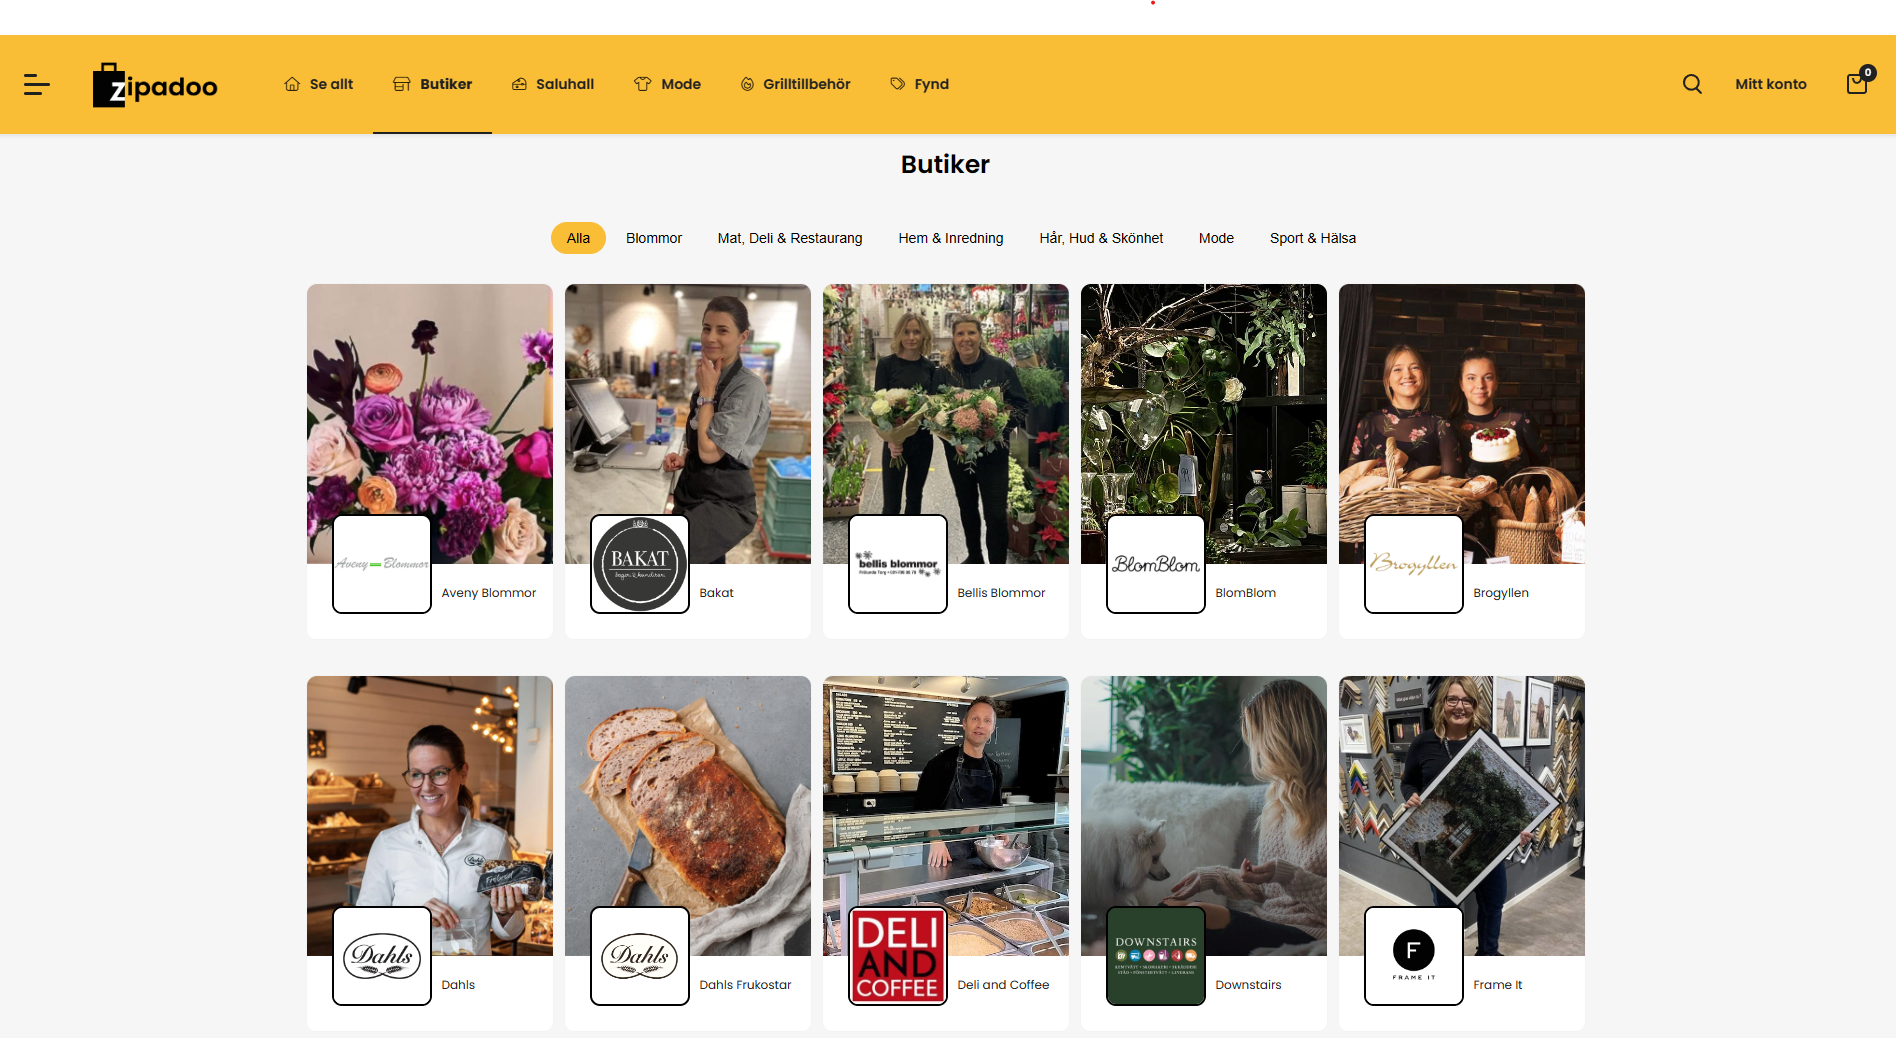 zipadoo
Se allt
Butiker
Saluhall
Mode
Grilltillbehör
Fynd
Mitt konto
0
Butiker
Alla
Blommor
Mat, Deli & Restaurang
Hem & Inredning
Hår, Hud & Skönhet
Mode
Sport & Hälsa
Aveny Blommor
Aveny Blommor
BAKAT
Bageri & konditori
Bakat
bellis blommor
Bellis Blommor
BlomBlom
BlomBlom
Brogyllen
Brogyllen
Dahls
Dahls
Dahls
Dahls Frukostar
DELI
AND
COFFEE
Deli and Coffee
DOWNSTAIRS
Downstairs
F
FRAME IT
Frame It